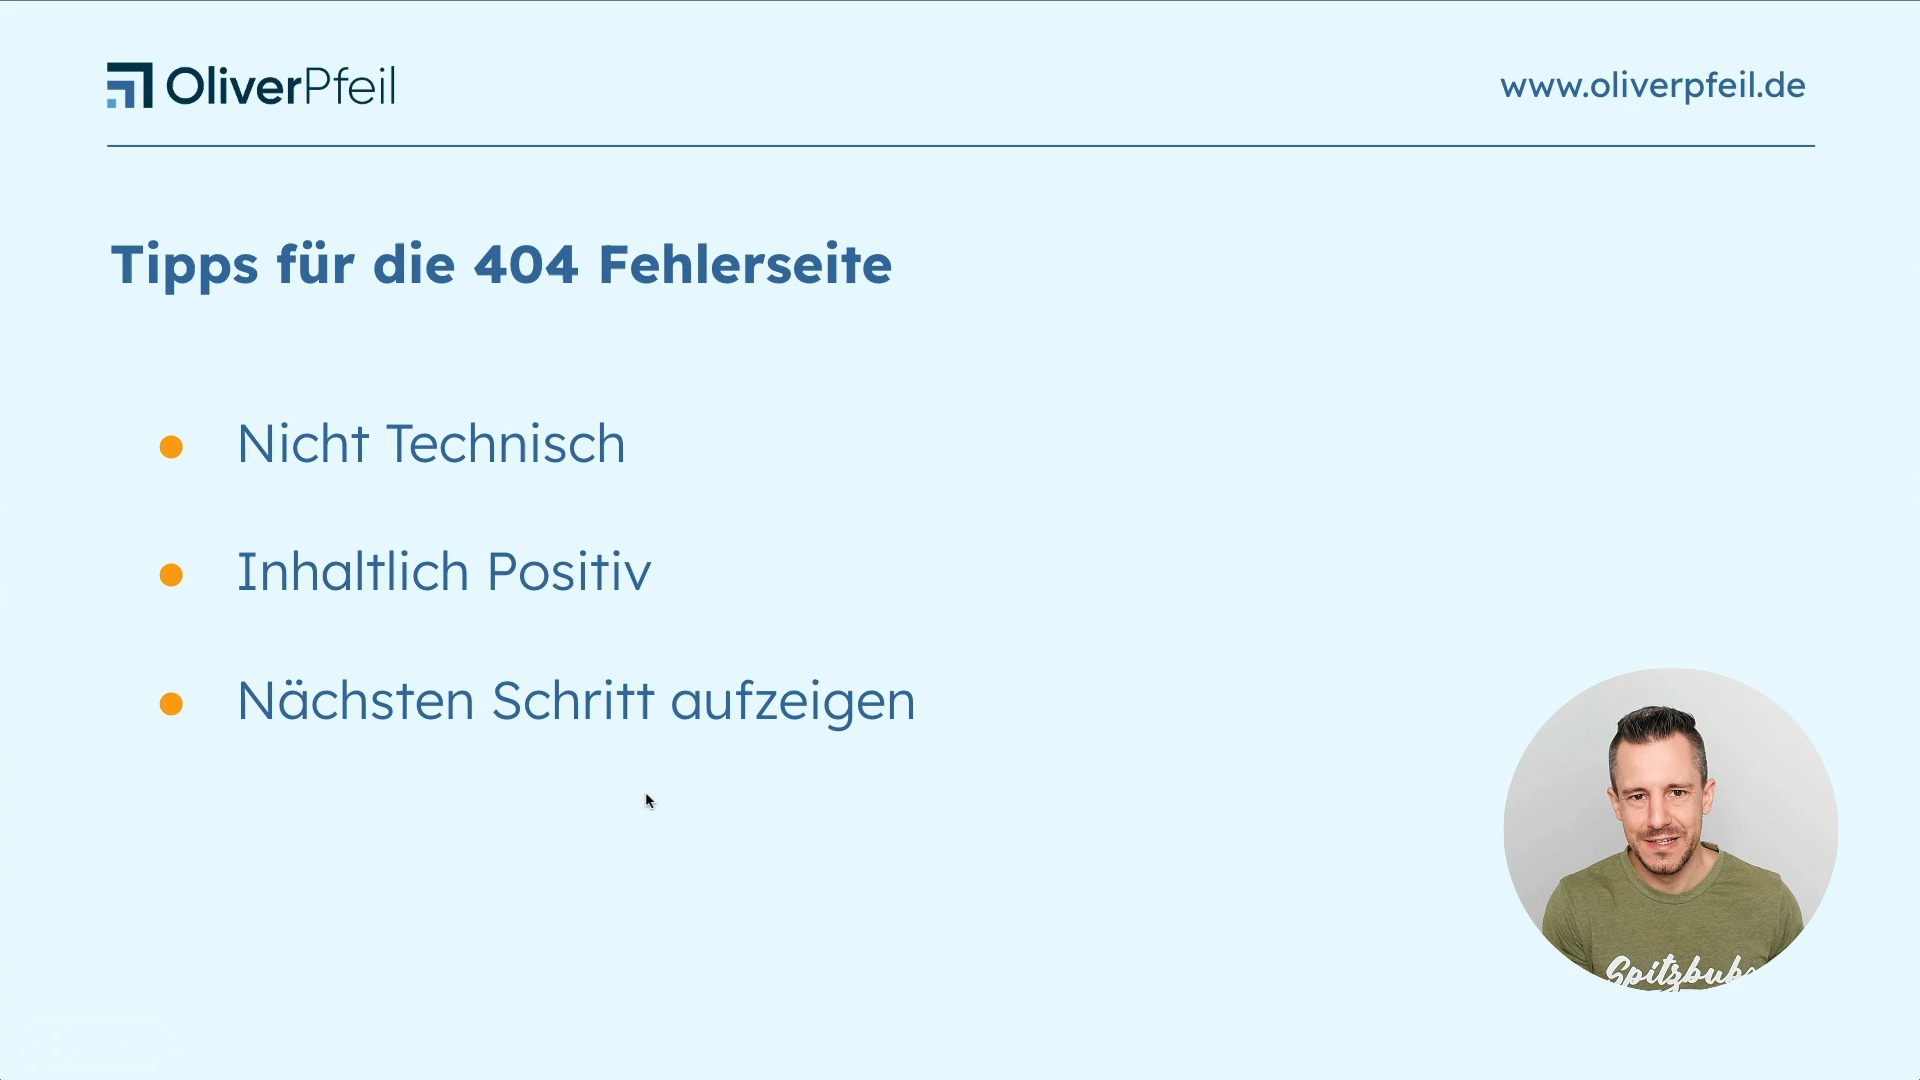 OliverPfeil
www.oliverpfeil.de
Tipps für die 404 Fehlerseite
Nicht Technisch
Inhaltlich Positiv
Nächsten Schritt aufzeigen